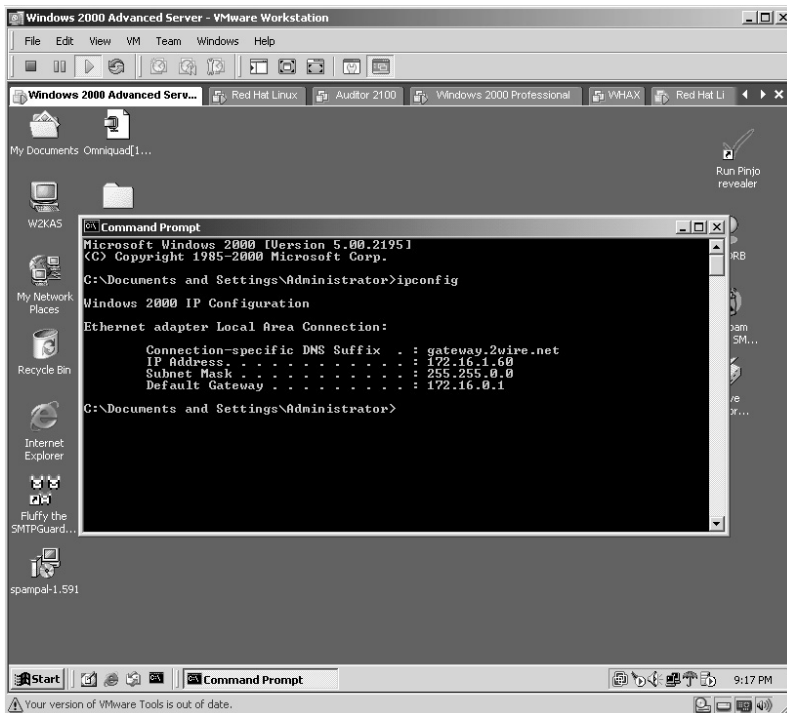 Windows 2000 Advanced Server - VMware Workstation
File Edit View VM Team Windows Help
Windows 2000 Advanced Serv... Red Hat Linux Auditor 2100 Windows 2000 Professional WHAX Red Hat Li
My Documents
Omniquad[1...
Run Pinjo
revealer
W2KAS
My Network
Places
Recycle Bin
Internet
Explorer
Fluffy the
SMTPGuard...
spampal-1.591
Command Prompt
Microsoft Windows 2000 [Version 5.00.2195]
(C) Copyright 1985-2000 Microsoft Corp.
C:\Documents and Settings\Administrator>ipconfig
Windows 2000 IP Configuration
Ethernet adapter Local Area Connection:
Connection-specific DNS Suffix . : gateway.2wire.net
IP Address. . . . . . . . . . . . : 172.16.1.60
Subnet Mask . . . . . . . . . . . : 255.255.0.0
Default Gateway . . . . . . . . . : 172.16.0.1
C:\Documents and Settings\Administrator>
SM...
Start
Command Prompt
9:17 PM
Your version of VMware Tools is out of date.